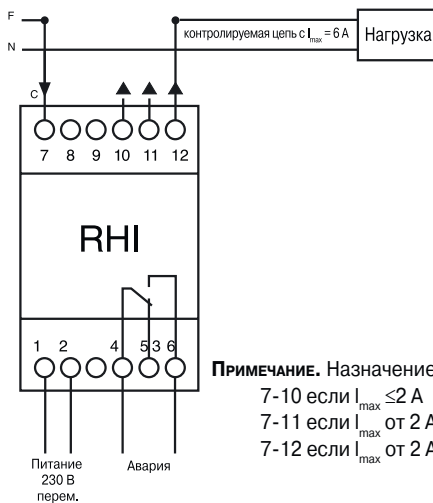 F
контролируемая цепь с Imax = 6 А
Нагрузка
N
C
7 8 9 10 11 12
RHI
1 2 4 5 3 6
Примечание. Назначение
7-10 если Imax ≤2 А
7-11 если Imax от 2 А
7-12 если Imax от 2 А
Питание
230 В
перем.
Авария